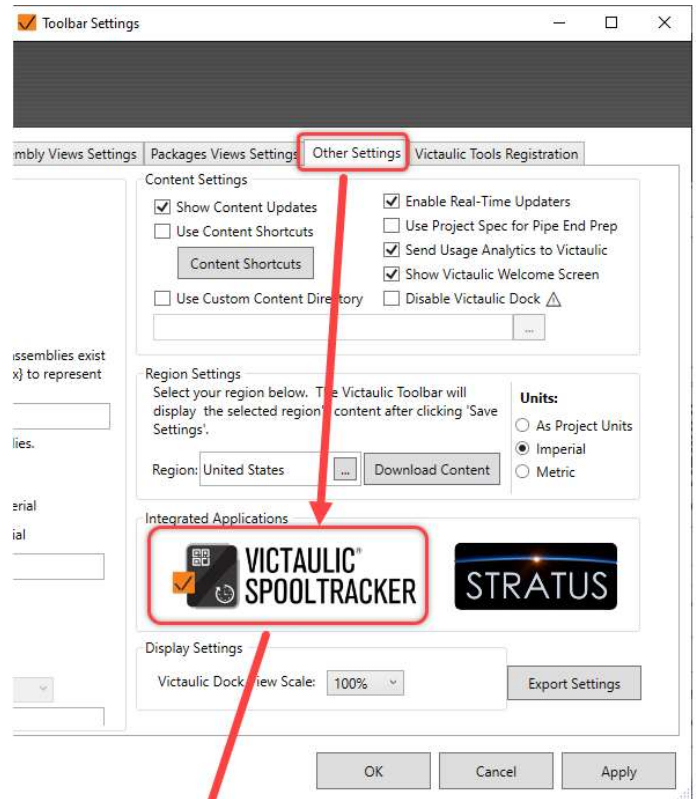 Toolbar Settings
mbly Views Settings
Packages Views Settings
Other Settings
Victaulic Tools Registration
Content Settings
Show Content Updates
Use Content Shortcuts
Content Shortcuts
Use Custom Content Directory
Enable Real-Time Updaters
Use Project Spec for Pipe End Prep
Send Usage Analytics to Victaulic
Show Victaulic Welcome Screen
Disable Victaulic Dock
...
ssemblies exist
x} to represent
lies.
erial
ial
Region Settings
Select your region below. The Victaulic Toolbar will
display the selected region's content after clicking 'Save
Settings'.
Region: United States
...
Download Content
Units:
As Project Units
Imperial
Metric
Integrated Applications
VICTAULIC®
SPOOLTRACKER
STRATUS
Display Settings
Victaulic Dock View Scale: 100%
Export Settings
OK
Cancel
Apply